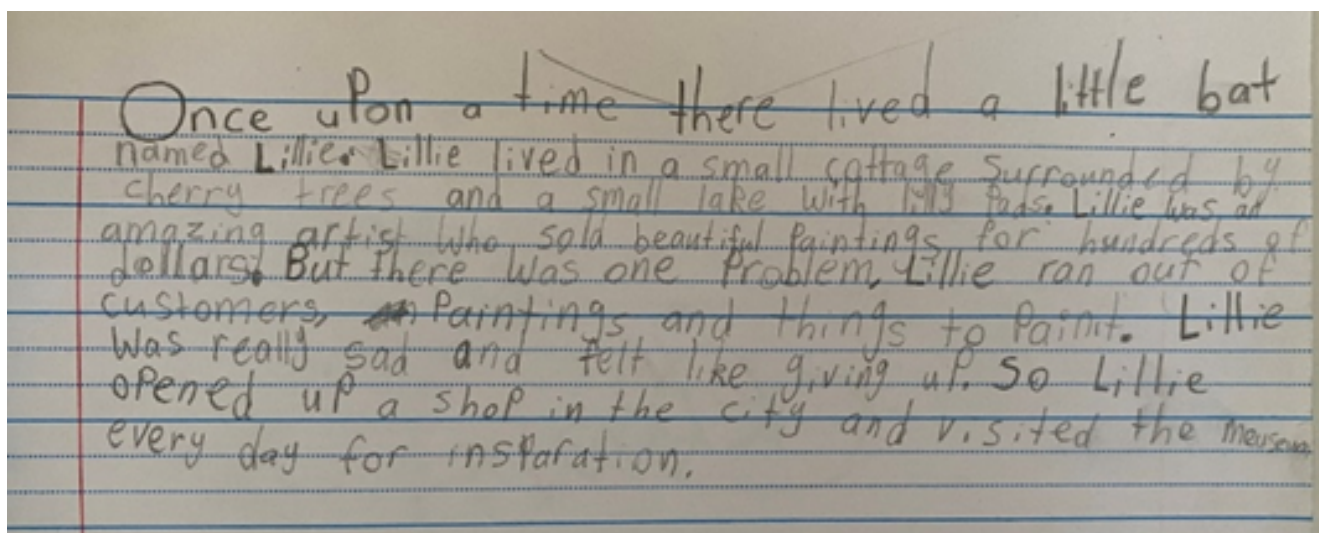 Once upon a time there lived a little bat
named Lillie. Lillie lived in a small cottage surrounded by
cherry trees and a small lake with lilly pads. Lillie was an
amazing artist who sold beautiful paintings for hundreds of
dollars. But there was one problem, Lillie ran out of
customers, paintings and things to paint. Lillie
was really sad and felt like giving up. So Lillie
opened up a shop in the city and visited the meuseum
every day for insparation.